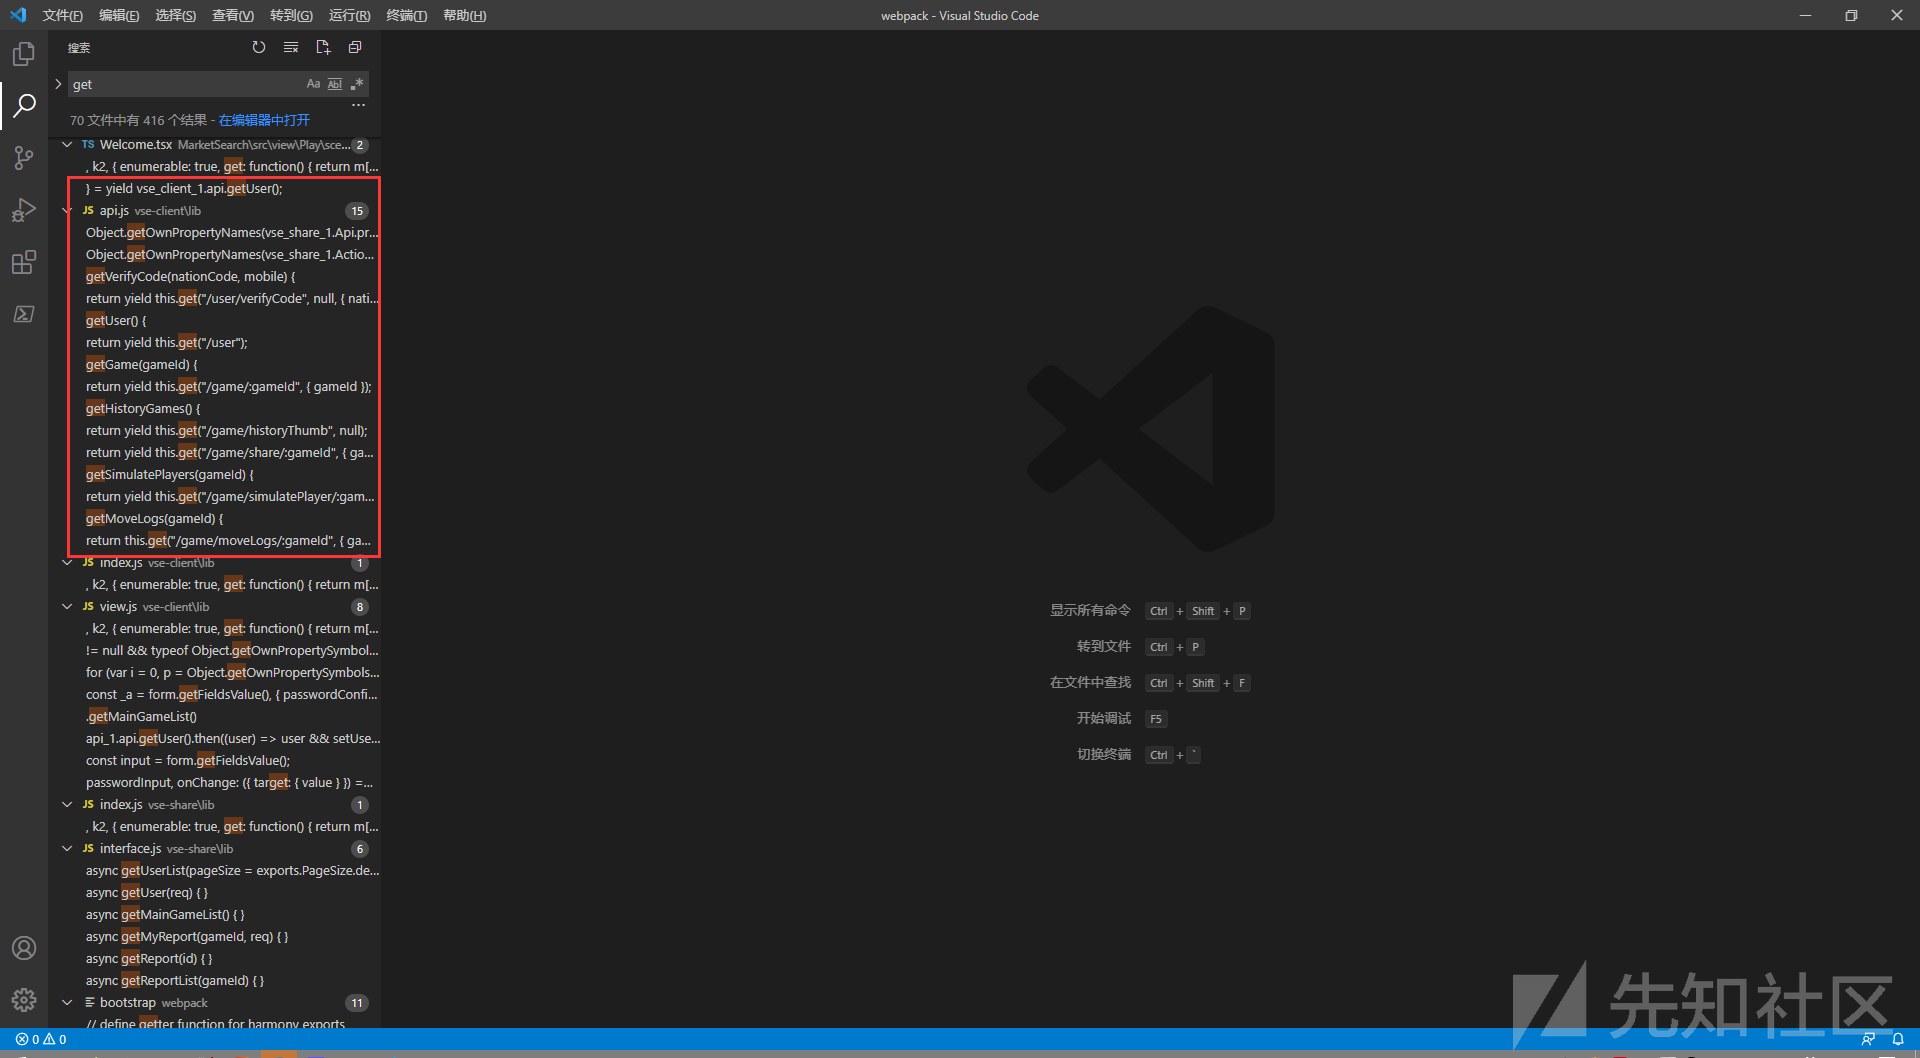 文件(F) 编辑(E) 选择(S) 查看(V) 转到(G) 运行(R) 终端(T) 帮助(H)
webpack - Visual Studio Code
搜索
get
Aa Abl .*
...
70 文件中有 416 个结果 - 在编辑器中打开
TS Welcome.tsx MarketSearch\src\view\Play\sce... 2
, k2, { enumerable: true, get: function() { return m[...
} = yield vse_client_1.api.getUser();
JS api.js vse-client\lib 15
Object.getOwnPropertyNames(vse_share_1.Api.pr...
Object.getOwnPropertyNames(vse_share_1.Actio...
getVerifyCode(nationCode, mobile) {
return yield this.get("/user/verifyCode", null, { nati...
getUser() {
return yield this.get("/user");
getGame(gameId) {
return yield this.get("/game/:gameId", { gameId });
getHistoryGames() {
return yield this.get("/game/historyThumb", null);
return yield this.get("/game/share/:gameId", { ga...
getSimulatePlayers(gameId) {
return yield this.get("/game/simulatePlayer/:gam...
getMoveLogs(gameId) {
return this.get("/game/moveLogs/:gameId", { ga...
JS index.js vse-client\lib 1
, k2, { enumerable: true, get: function() { return m[...
JS view.js vse-client\lib 8
, k2, { enumerable: true, get: function() { return m[...
!= null && typeof Object.getOwnPropertySymbol...
for (var i = 0, p = Object.getOwnPropertySymbols...
const _a = form.getFieldsValue(), { passwordConfi...
.getMainGameList()
api_1.api.getUser().then((user) => user && setUse...
const input = form.getFieldsValue();
passwordInput, onChange: ({ target: { value } }) =...
JS index.js vse-share\lib 1
, k2, { enumerable: true, get: function() { return m[...
JS interface.js vse-share\lib 6
async getUserList(pageSize = exports.PageSize.de...
async getUser(req) { }
async getMainGameList() { }
async getMyReport(gameId, req) { }
async getReport(id) { }
async getReportList(gameId) { }
bootstrap webpack 11
// define getter function for harmony exports
显示所有命令 Ctrl + Shift + P
转到文件 Ctrl + P
在文件中查找 Ctrl + Shift + F
开始调试 F5
切换终端 Ctrl + `
先知社区
0 0